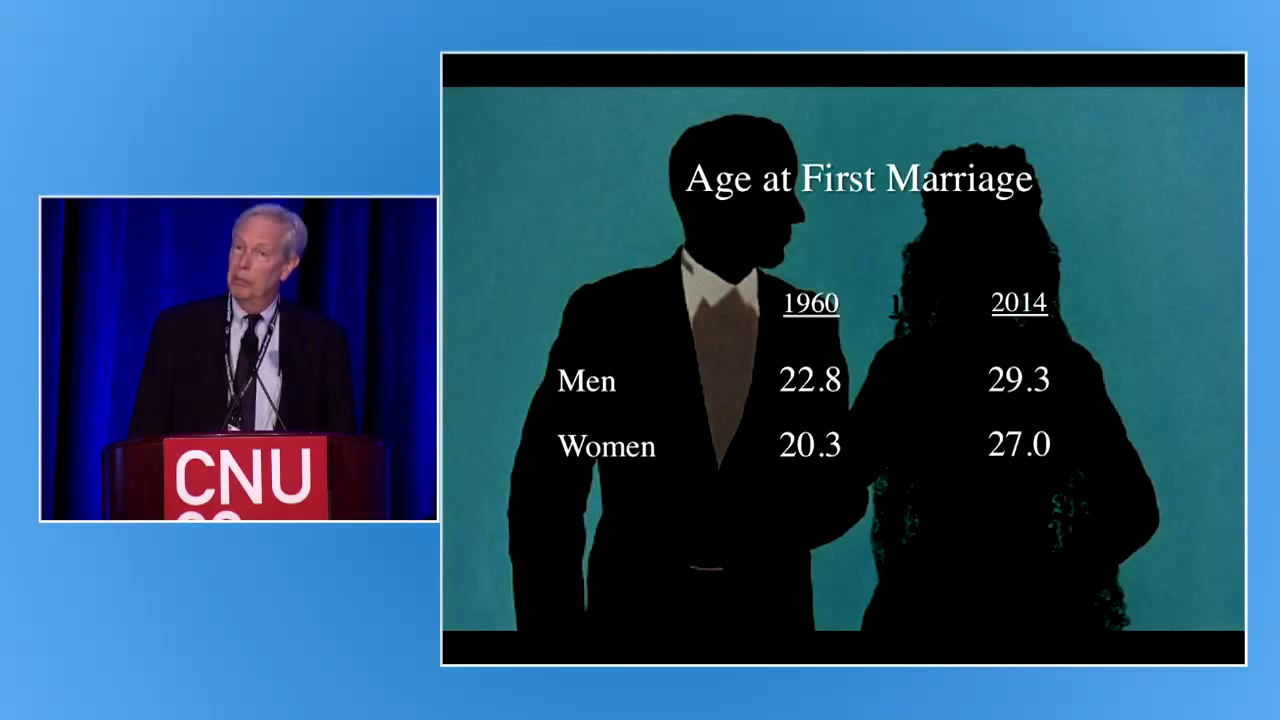 CNU
Age at First Marriage
1960 2014
Men 22.8 29.3
Women 20.3 27.0